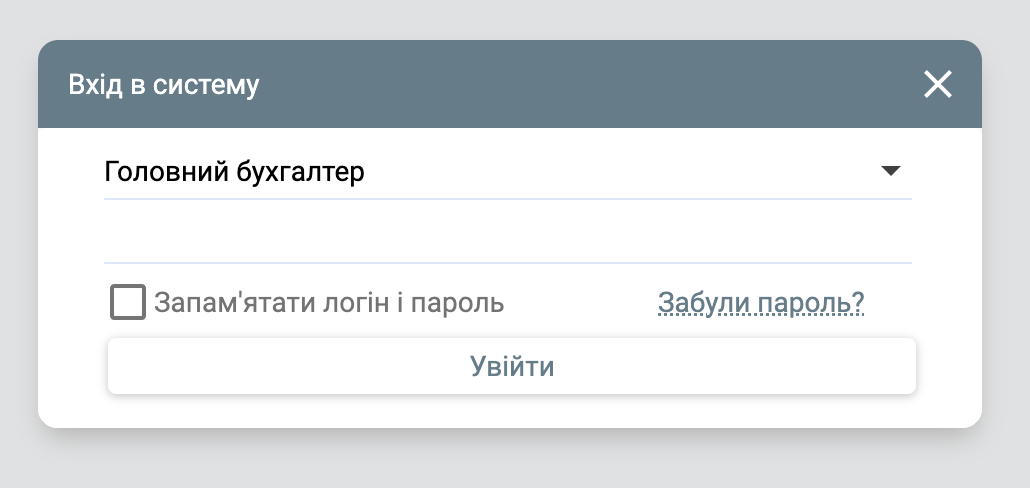 Вхід в систему
Головний бухгалтер
Запам'ятати логін і пароль
Забули пароль?
Увійти